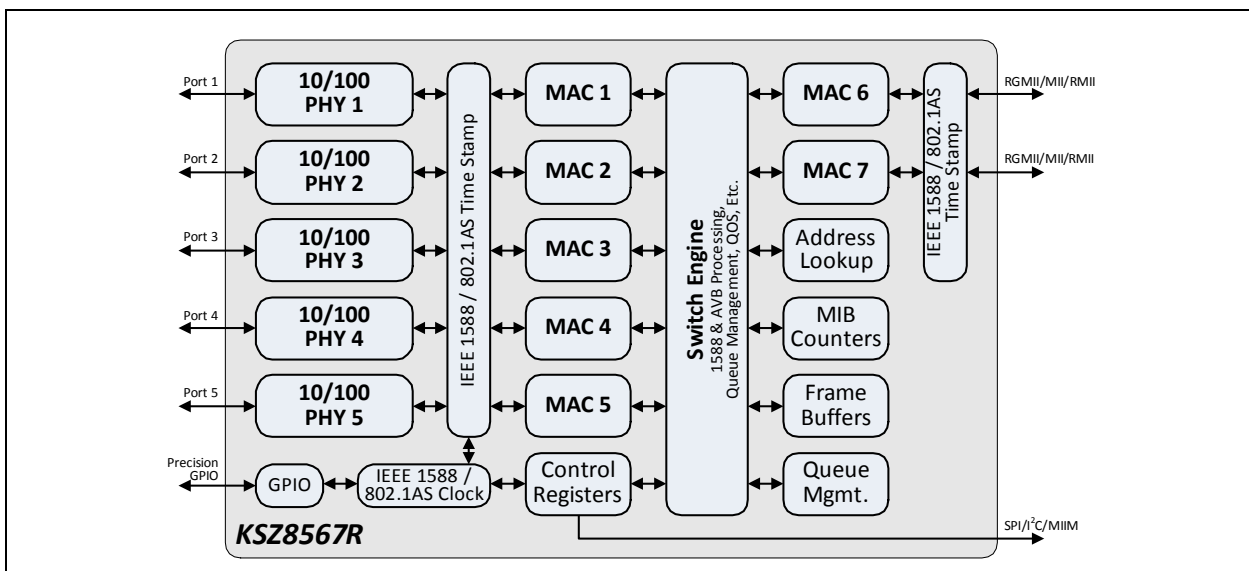 Port 1
10/100
PHY 1
MAC 1
MAC 6
RGMII/MII/RMII
Port 2
10/100
PHY 2
MAC 2
MAC 7
RGMII/MII/RMII
Port 3
10/100
PHY 3
MAC 3
Address
Lookup
Port 4
10/100
PHY 4
MAC 4
MIB
Counters
Port 5
10/100
PHY 5
MAC 5
Frame
Buffers
IEEE 1588 / 802.1AS Time Stamp
Switch Engine
1588 & AVB Processing,
Queue Management, QOS, Etc.
IEEE 1588 / 802.1AS
Time Stamp
Precision
GPIO
GPIO
IEEE 1588 /
802.1AS Clock
Control
Registers
Queue
Mgmt.
KSZ8567R
SPI/I²C/MIIM